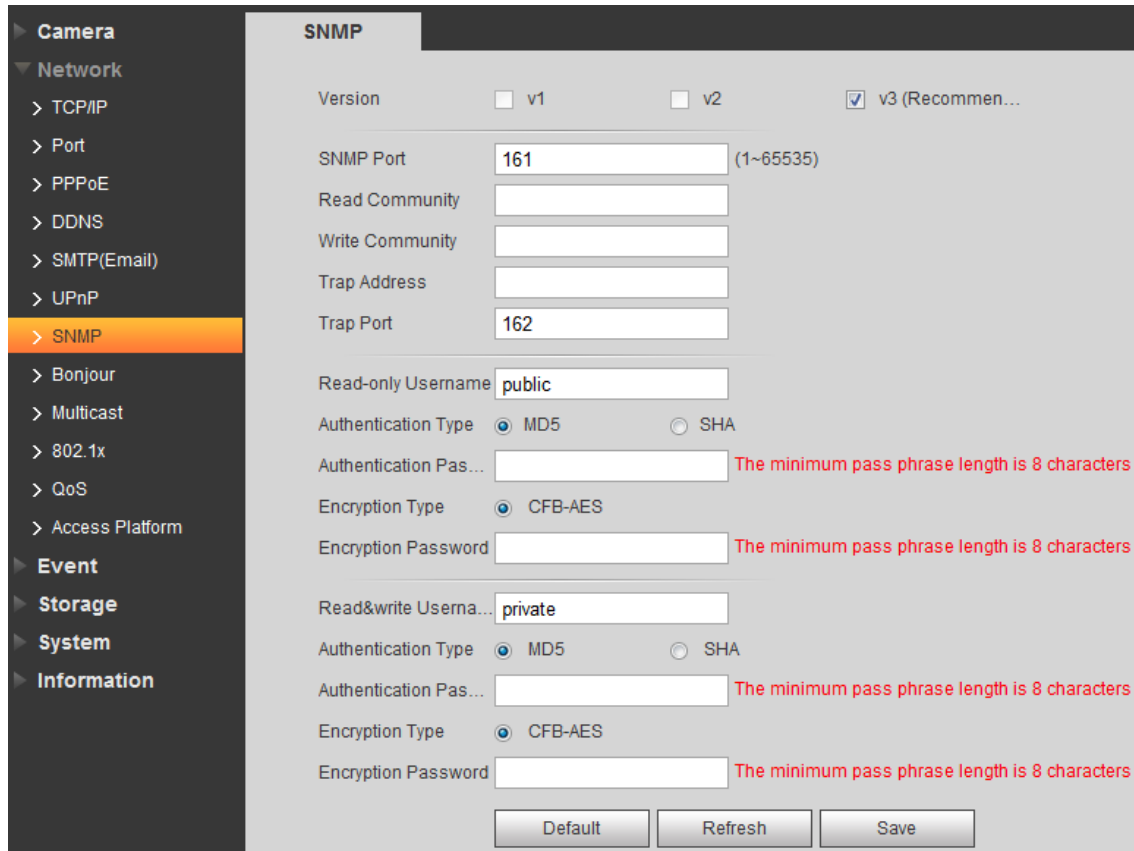 Camera
Network
TCP/IP
Port
PPPoE
DDNS
SMTP(Email)
UPnP
SNMP
Bonjour
Multicast
802.1x
QoS
Access Platform
Event
Storage
System
Information
SNMP
Version v1 v2 v3 (Recommen...
SNMP Port 161 (1~65535)
Read Community
Write Community
Trap Address
Trap Port 162
Read-only Username public
Authentication Type MD5 SHA
Authentication Pas... The minimum pass phrase length is 8 characters
Encryption Type CFB-AES
Encryption Password The minimum pass phrase length is 8 characters
Read&write Userna... private
Authentication Type MD5 SHA
Authentication Pas... The minimum pass phrase length is 8 characters
Encryption Type CFB-AES
Encryption Password The minimum pass phrase length is 8 characters
Default Refresh Save